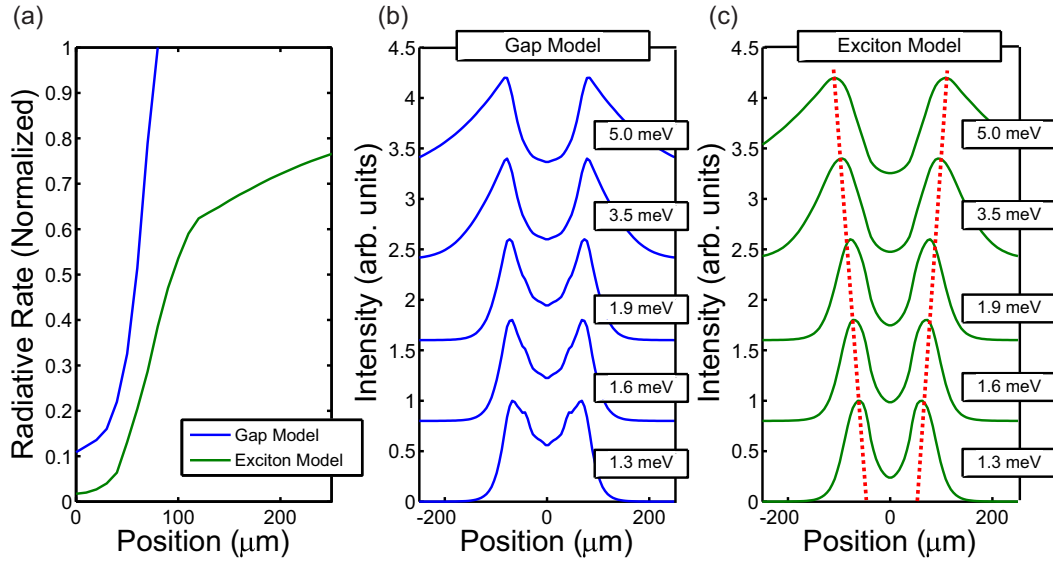 (a)
Radiative Rate (Normalized)
1
0.9
0.8
0.7
0.6
0.5
0.4
0.3
0.2
0.1
0
0
100
200
Position (μm)
Gap Model
Exciton Model
(b)
Gap Model
Intensity (arb. units)
4.5
4
3.5
3
2.5
2
1.5
1
0.5
0
-200
0
200
Position (μm)
5.0 meV
3.5 meV
1.9 meV
1.6 meV
1.3 meV
(c)
Exciton Model
Intensity (arb. units)
4.5
4
3.5
3
2.5
2
1.5
1
0.5
0
-200
0
200
Position (μm)
5.0 meV
3.5 meV
1.9 meV
1.6 meV
1.3 meV